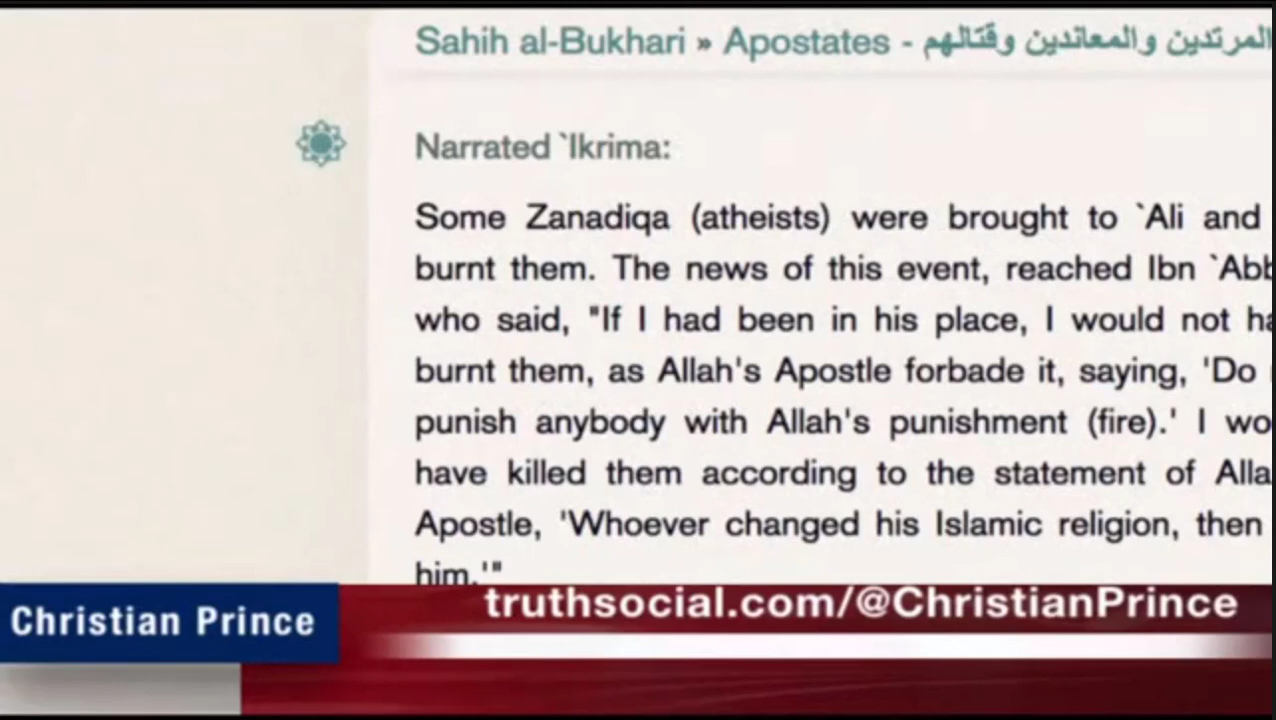 Sahih al-Bukhari » Apostates - المرتدين والمعاندين وقتالهم
Narrated `Ikrima:
Some Zanadiqa (atheists) were brought to `Ali and
burnt them. The news of this event, reached Ibn `Abb
who said, "If I had been in his place, I would not ha
burnt them, as Allah's Apostle forbade it, saying, 'Do
punish anybody with Allah's punishment (fire).' I wo
have killed them according to the statement of Alla
Apostle, 'Whoever changed his Islamic religion, then
him.'"
truthsocial.com/@ChristianPrince
Christian Prince